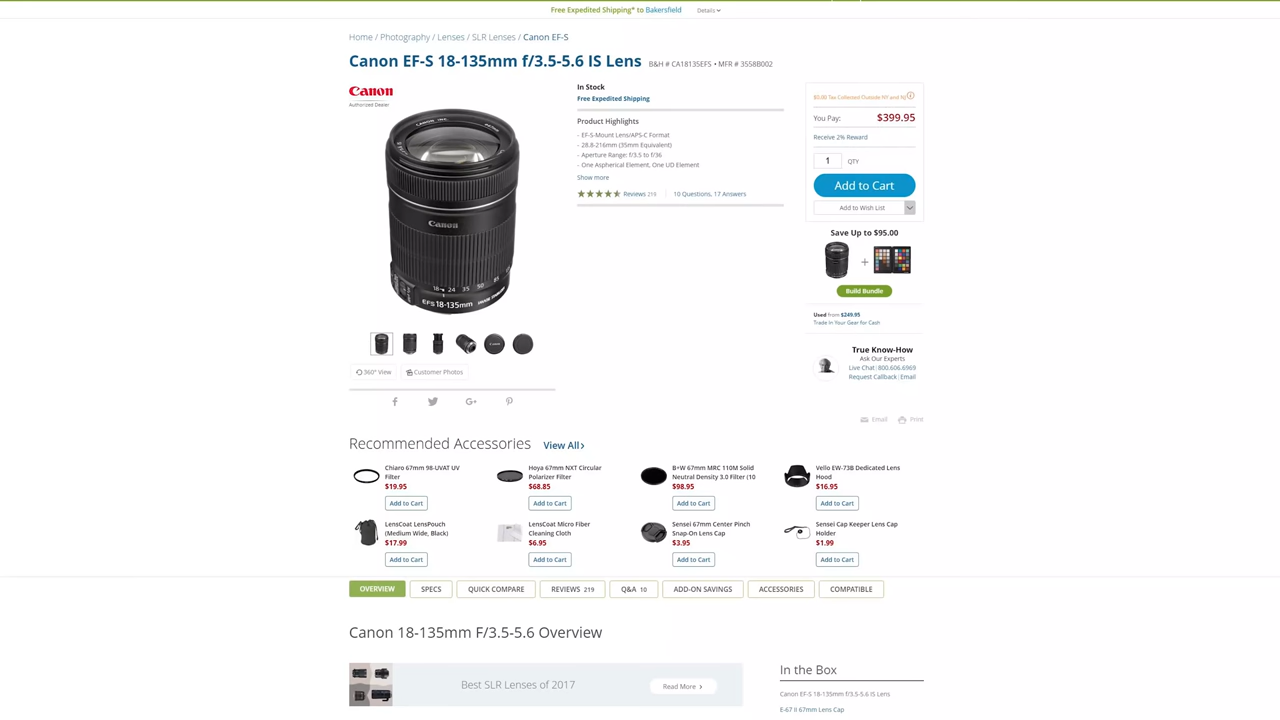 Free Expedited Shipping* to Bakersfield Details
Home / Photography / Lenses / SLR Lenses / Canon EF-S
Canon EF-S 18-135mm f/3.5-5.6 IS Lens B&H # CA18135EFS • MFR # 3558B002
Canon
Authorized Dealer
Canon
EFS 18-135mm
18 24 35 50 85
In Stock
Free Expedited Shipping
Product Highlights
- EF-S-Mount Lens/APS-C Format
- 28.8-216mm (35mm Equivalent)
- Aperture Range: f/3.5 to f/36
- One Aspherical Element, One UD Element
Show more
Reviews 219 10 Questions, 17 Answers
$0.00 Tax Collected Outside NY and NJ
You Pay: $399.95
Receive 2% Reward
1 QTY
Add to Cart
Add to Wish List
Save Up to $95.00
+
Build Bundle
Used from $249.95
Trade In Your Gear for Cash
True Know-How
Ask Our Experts
Live Chat | 800.606.6969
Request Callback | Email
360° View Customer Photos
Email Print
Recommended Accessories View All
Chiaro 67mm 98-UVAT UV
Filter
$19.95
Add to Cart
Hoya 67mm NXT Circular
Polarizer Filter
$68.85
Add to Cart
B+W 67mm MRC 110M Solid
Neutral Density 3.0 Filter (10
$98.95
Add to Cart
Vello EW-73B Dedicated Lens
Hood
$16.95
Add to Cart
LensCoat LensPouch
(Medium Wide, Black)
$17.99
Add to Cart
LensCoat Micro Fiber
Cleaning Cloth
$6.95
Add to Cart
Sensei 67mm Center Pinch
Snap-On Lens Cap
$3.95
Add to Cart
Sensei Cap Keeper Lens Cap
Holder
$1.99
Add to Cart
OVERVIEW SPECS QUICK COMPARE REVIEWS 219 Q&A 10 ADD-ON SAVINGS ACCESSORIES COMPATIBLE
Canon 18-135mm F/3.5-5.6 Overview
Best SLR Lenses of 2017 Read More
In the Box
Canon EF-S 18-135mm f/3.5-5.6 IS Lens
E-67 II 67mm Lens Cap